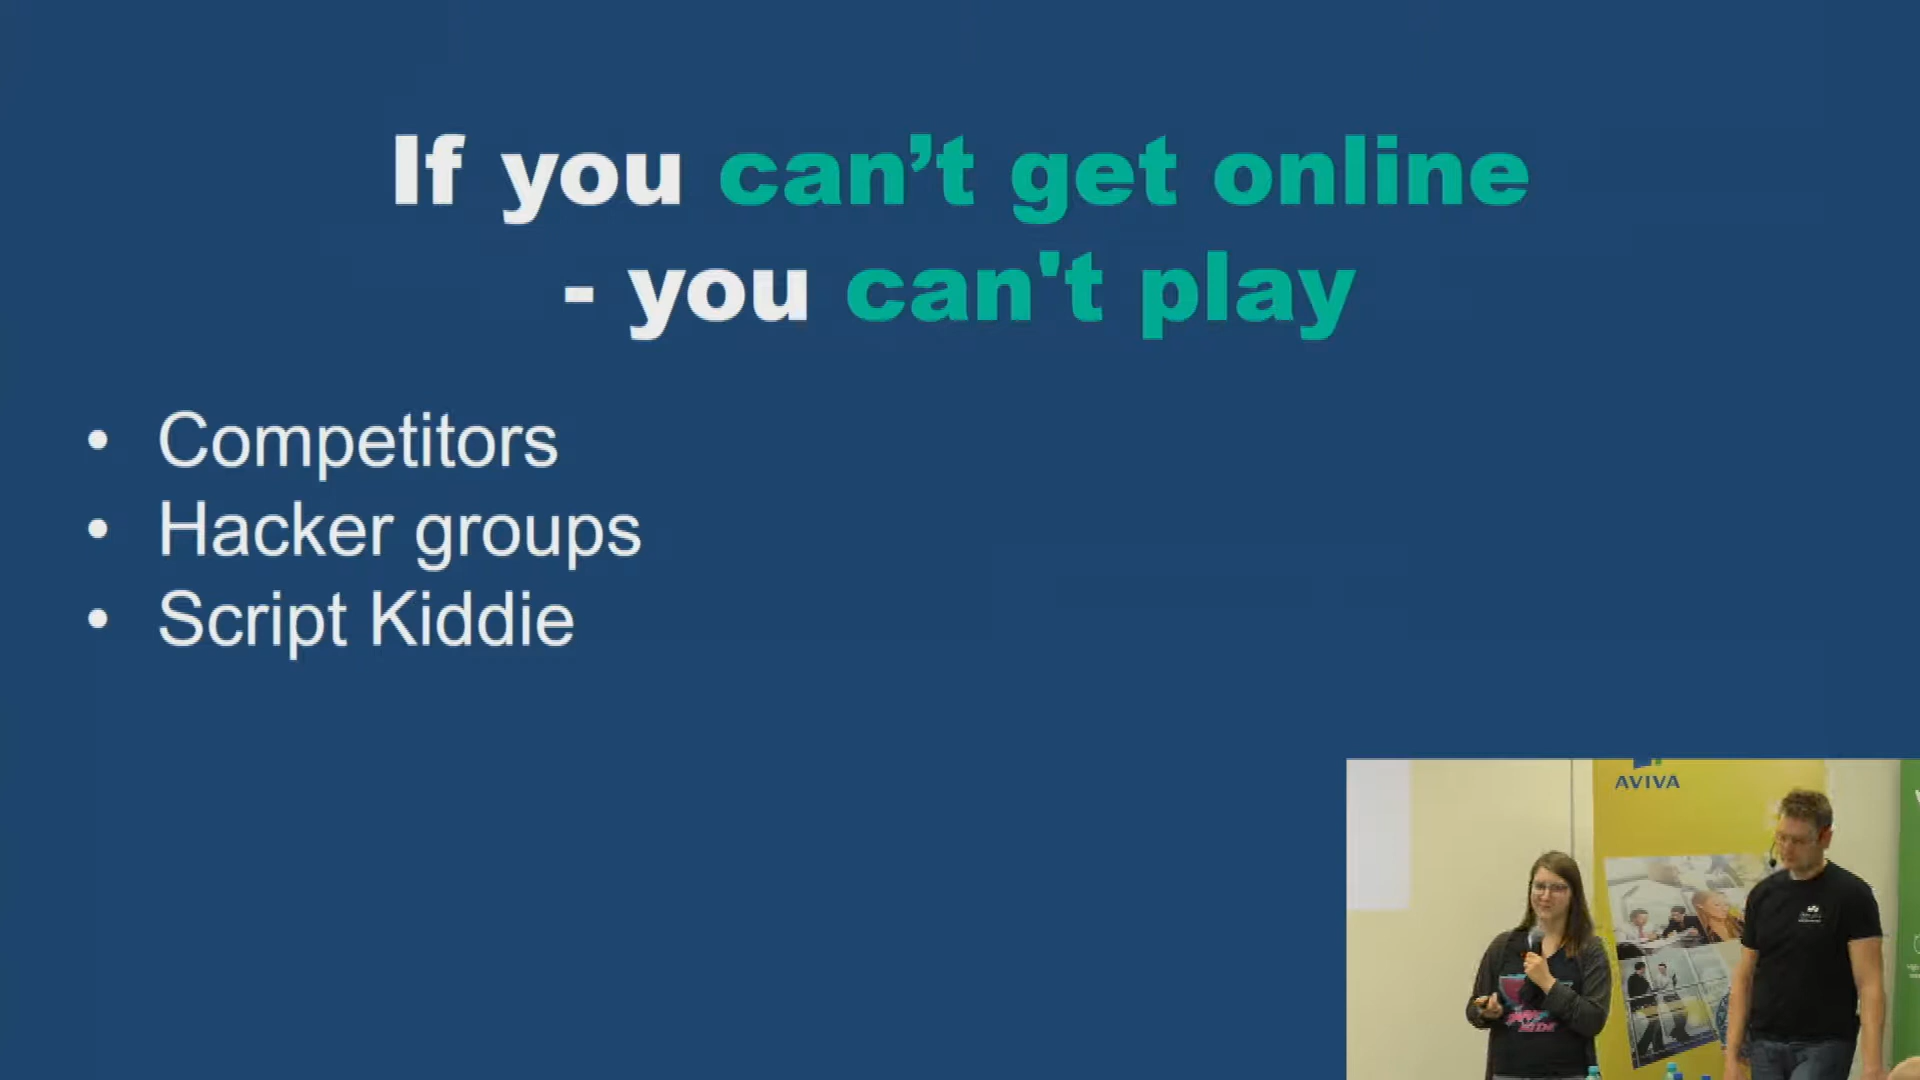 If you can’t get online
- you can't play
• Competitors
• Hacker groups
• Script Kiddie
AVIVA